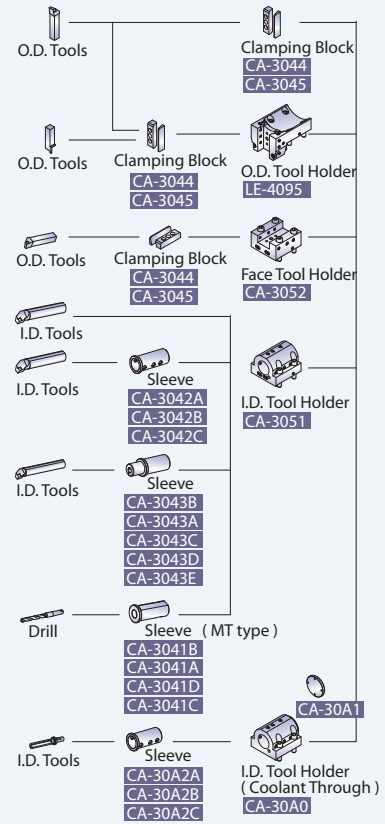 O.D. Tools
Clamping Block
CA-3044
CA-3045
O.D. Tools
Clamping Block
CA-3044
CA-3045
O.D. Tool Holder
LE-4095
O.D. Tools
Clamping Block
CA-3044
CA-3045
Face Tool Holder
CA-3052
I.D. Tools
I.D. Tools
Sleeve
CA-3042A
CA-3042B
CA-3042C
I.D. Tool Holder
CA-3051
I.D. Tools
Sleeve
CA-3043B
CA-3043A
CA-3043C
CA-3043D
CA-3043E
Drill
Sleeve ( MT type )
CA-3041B
CA-3041A
CA-3041D
CA-3041C
CA-30A1
I.D. Tools
Sleeve
CA-30A2A
CA-30A2B
CA-30A2C
I.D. Tool Holder
( Coolant Through )
CA-30A0